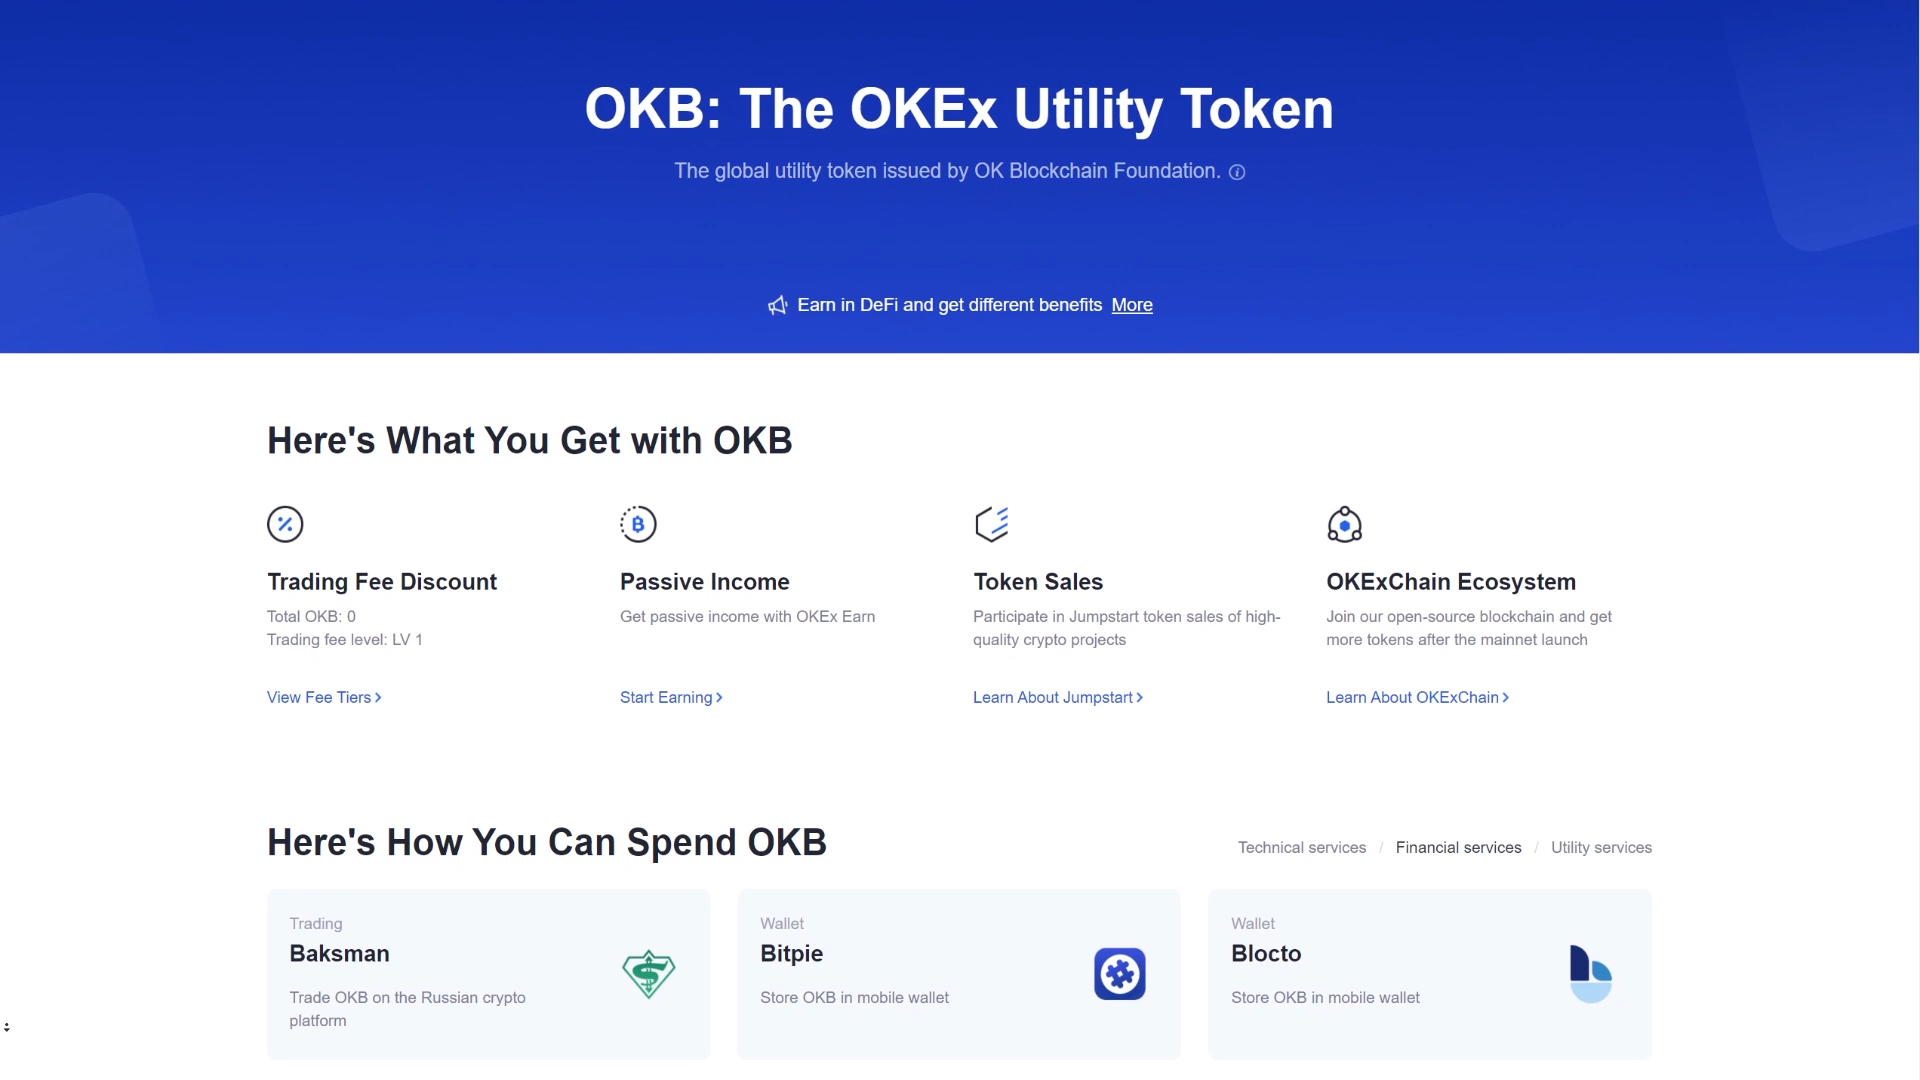 OKB: The OKEx Utility Token
The global utility token issued by OK Blockchain Foundation.
Earn in DeFi and get different benefits More
Here's What You Get with OKB
Trading Fee Discount
Total OKB: 0
Trading fee level: LV 1
View Fee Tiers
Passive Income
Get passive income with OKEx Earn
Start Earning
Token Sales
Participate in Jumpstart token sales of high-
quality crypto projects
Learn About Jumpstart
OKExChain Ecosystem
Join our open-source blockchain and get
more tokens after the mainnet launch
Learn About OKExChain
Here's How You Can Spend OKB
Technical services / Financial services / Utility services
Trading
Baksman
Trade OKB on the Russian crypto
platform
Wallet
Bitpie
Store OKB in mobile wallet
Wallet
Blocto
Store OKB in mobile wallet